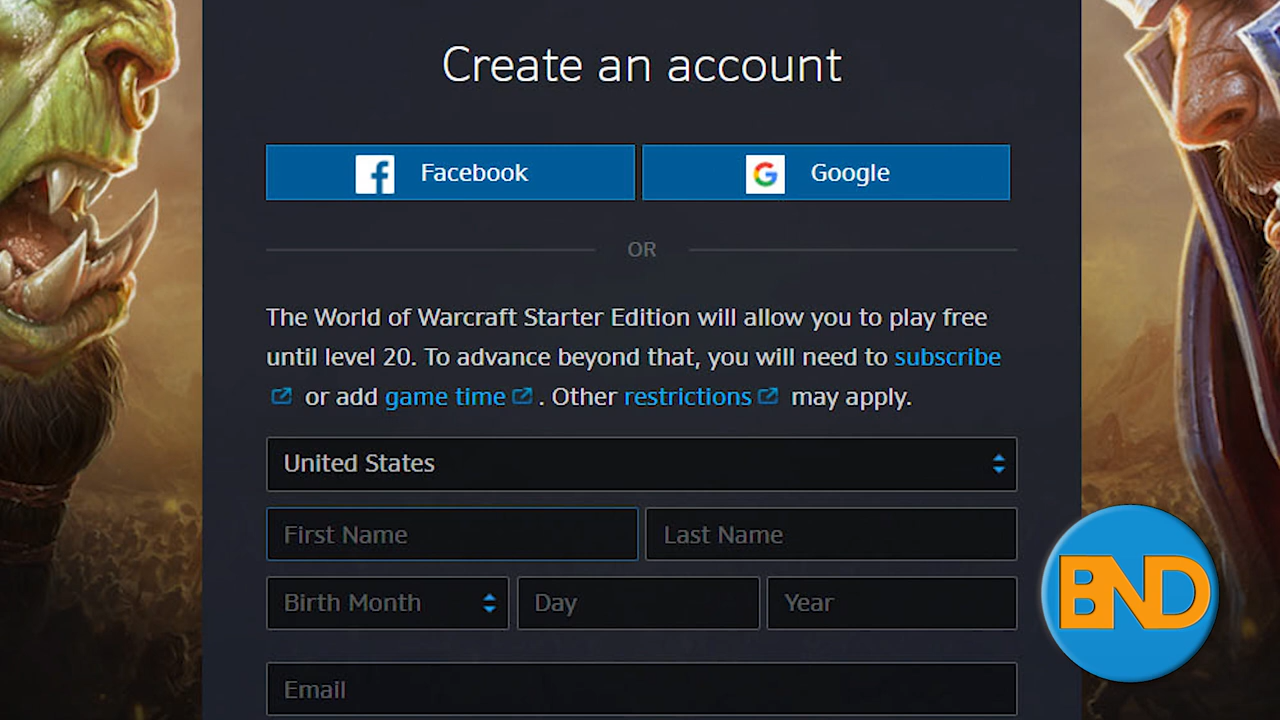 Create an account
Facebook
Google
OR
The World of Warcraft Starter Edition will allow you to play free
until level 20. To advance beyond that, you will need to subscribe
or add game time . Other restrictions may apply.
United States
First Name
Last Name
Birth Month
Day
Year
Email
BND